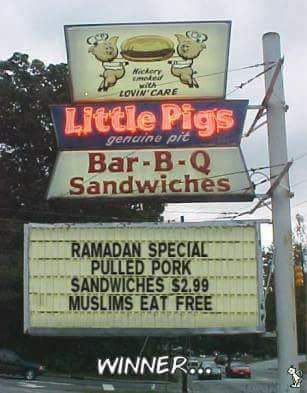 Hickory
smoked
with
LOVIN' CARE
Little Pigs
genuine pit
Bar-B-Q
Sandwiches
RAMADAN SPECIAL
PULLED PORK
SANDWICHES $2.99
MUSLIMS EAT FREE
WINNER...